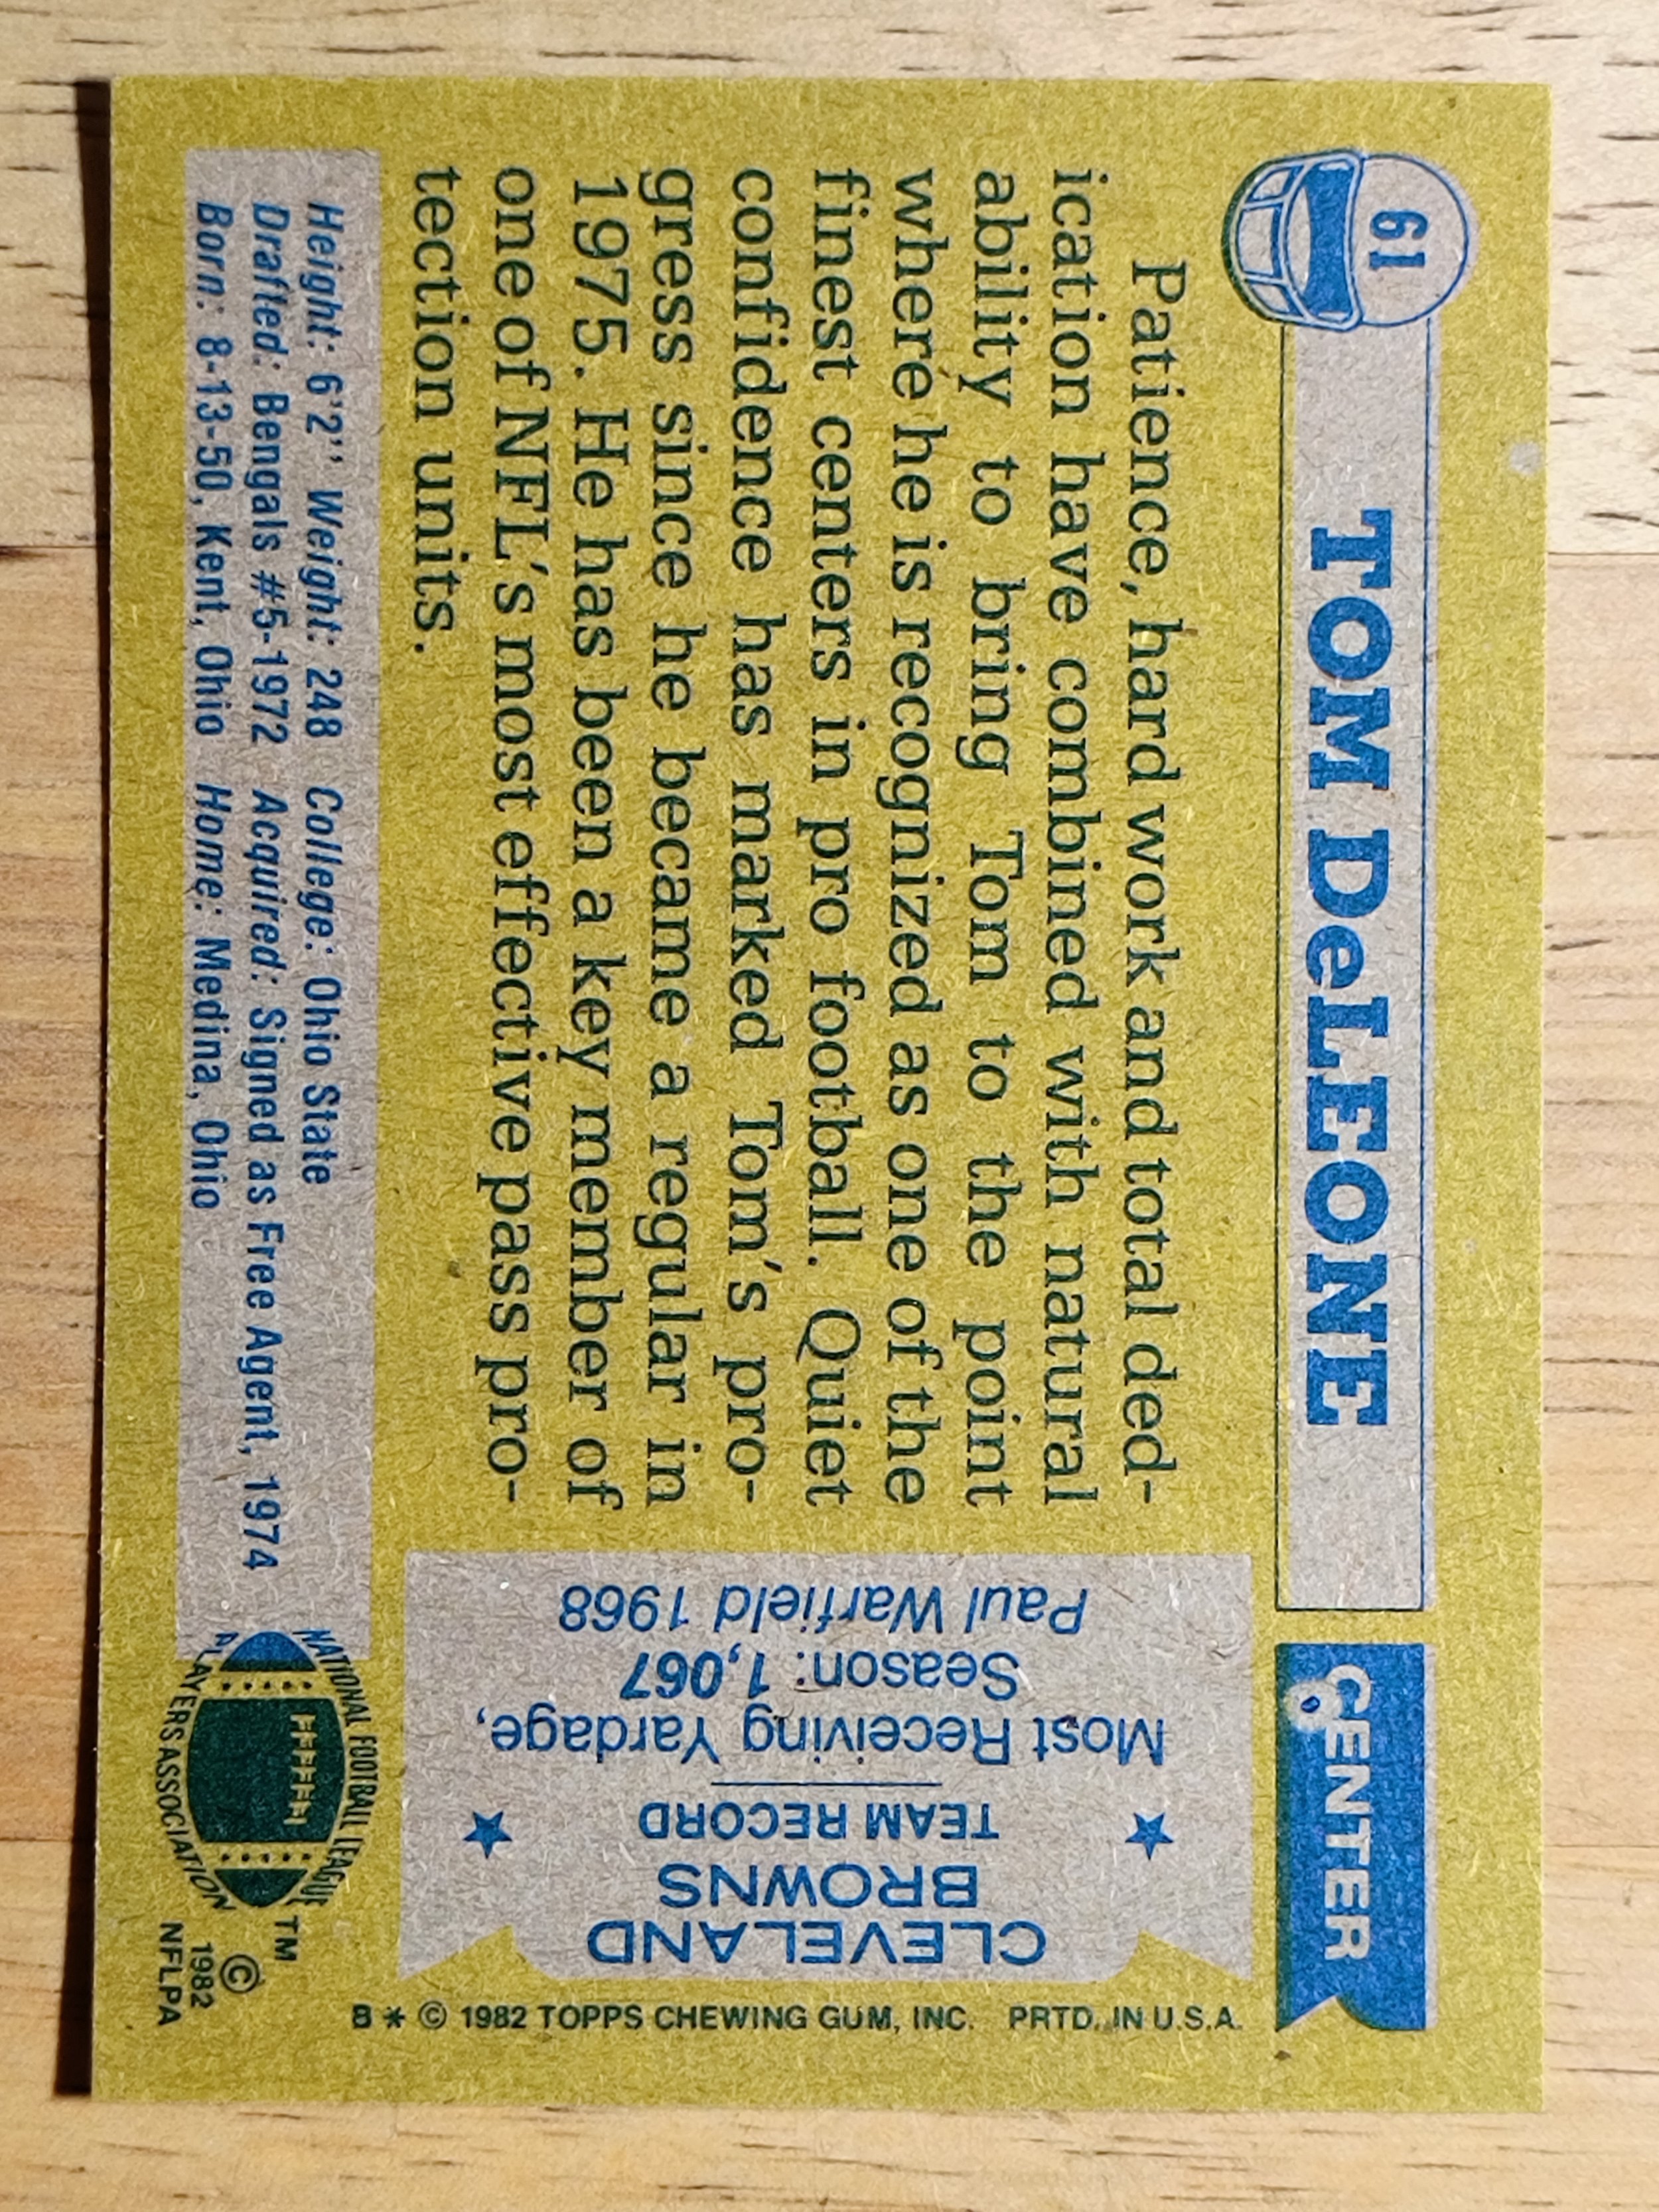 61
TOM DeLEONE
CENTER
Patience, hard work and total ded-
ication have combined with natural
ability to bring Tom to the point
where he is recognized as one of the
finest centers in pro football. Quiet
confidence has marked Tom's pro-
gress since he became a regular in
1975. He has been a key member of
one of NFL's most effective pass pro-
tection units.
CLEVELAND
BROWNS
TEAM RECORD
Most Receiving Yardage,
Season: 1,067
Paul Warfield 1968
Height: 6'2'' Weight: 248 College: Ohio State
Drafted: Bengals #5-1972 Acquired: Signed as Free Agent, 1974
Born: 8-13-50, Kent, Ohio Home: Medina, Ohio
NATIONAL FOOTBALL LEAGUE
PLAYERS ASSOCIATION
TM
©
1982
NFLPA
B * © 1982 TOPPS CHEWING GUM, INC. PRTD. IN U.S.A.